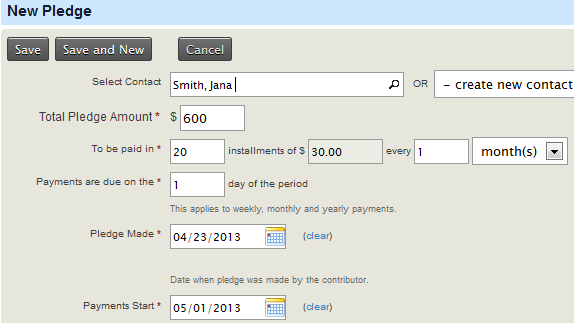 New Pledge
Save Save and New Cancel
Select Contact Smith, Jana OR – create new contact
Total Pledge Amount * $ 600
To be paid in * 20 installments of $ 30.00 every 1 month(s)
Payments are due on the * 1 day of the period
This applies to weekly, monthly and yearly payments.
Pledge Made * 04/23/2013 (clear)
Date when pledge was made by the contributor.
Payments Start * 05/01/2013 (clear)